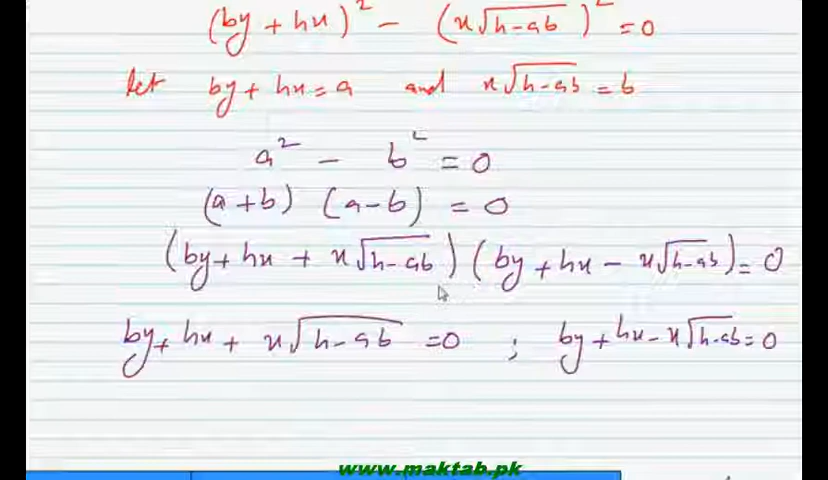 (by + hx)² - (x√h-ab)² = 0
let by + hx = a and x√h-ab = b
a² - b² = 0
(a+b) (a-b) = 0
(by + hx + x√h-ab) (by + hx - x√h-ab) = 0
by + hx + x√h-ab = 0 ; by + hx - x√h-ab = 0
www.maktab.pk